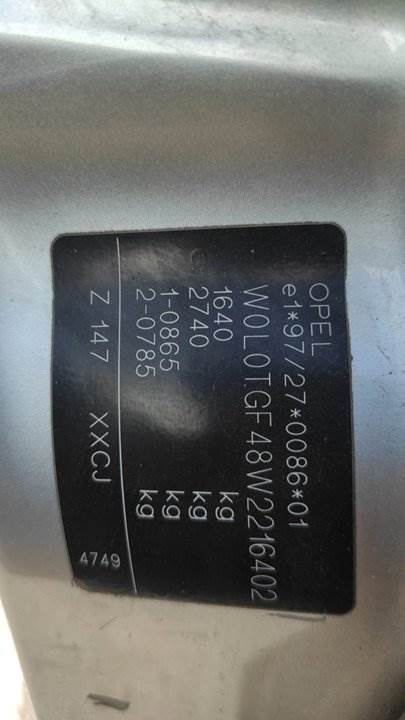 OPEL
e1*97/27*0086*01
W0L0TGF48W2216402
1640 kg
2740 kg
1-0865 kg
2-0785 kg
Z 147 XXCJ 4749